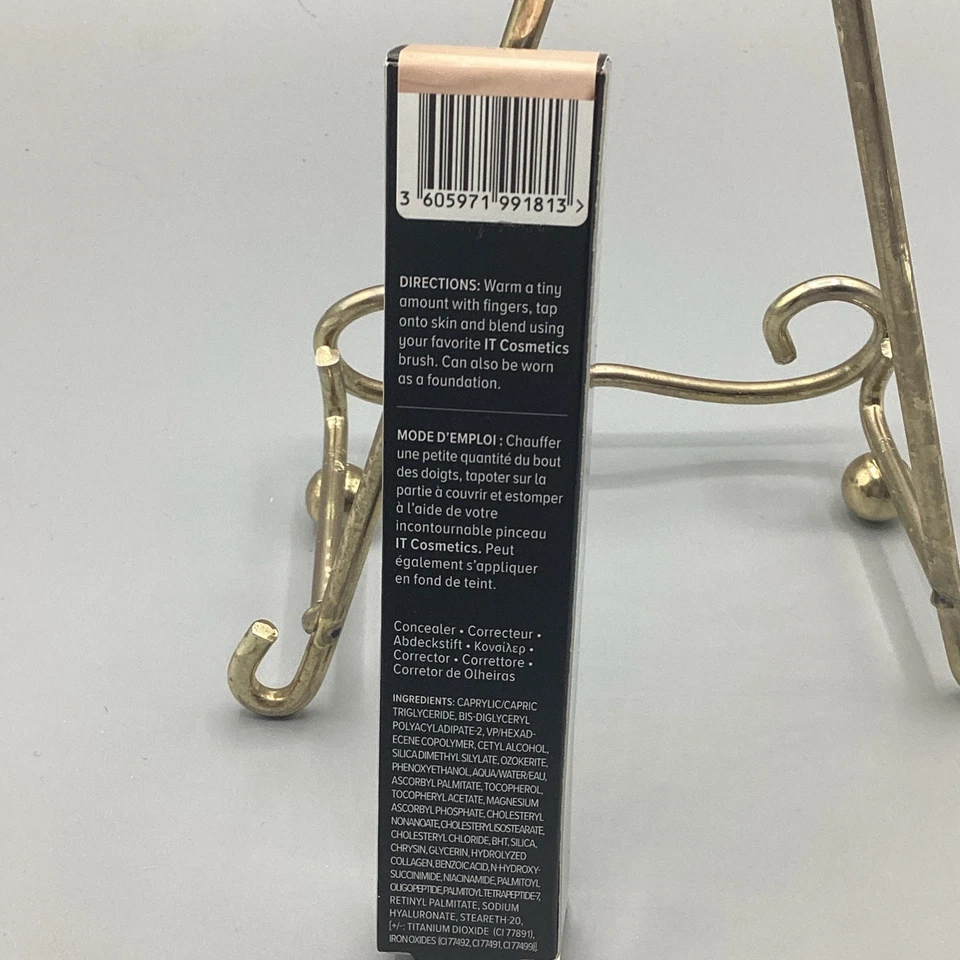 3 605971 991813 >
DIRECTIONS: Warm a tiny
amount with fingers, tap
onto skin and blend using
your favorite IT Cosmetics
brush. Can also be worn
as a foundation.
MODE D'EMPLOI : Chauffer
une petite quantité du bout
des doigts, tapoter sur la
partie à couvrir et estomper
à l'aide de votre
incontournable pinceau
IT Cosmetics. Peut
également s'appliquer
en fond de teint.
Concealer • Correcteur •
Abdeckstift • Κονσίλερ •
Corrector • Correttore •
Corretor de Olheiras
INGREDIENTS: CAPRYLIC/CAPRIC
TRIGLYCERIDE, BIS-DIGLYCERYL
POLYACYLADIPATE-2, VP/HEXAD-
ECENE COPOLYMER, CETYL ALCOHOL,
SILICA DIMETHYL SILYLATE, OZOKERITE,
PHENOXYETHANOL, AQUA/WATER/EAU,
ASCORBYL PALMITATE, TOCOPHEROL,
TOCOPHERYL ACETATE, MAGNESIUM
ASCORBYL PHOSPHATE, CHOLESTERYL
NONANOATE, CHOLESTERYL ISOSTEARATE,
CHOLESTERYL CHLORIDE, BHT, SILICA,
CHRYSIN, GLYCERIN, HYDROLYZED
COLLAGEN, BENZOIC ACID, N-HYDROXY-
SUCCINIMIDE, NIACINAMIDE, PALMITOYL
OLIGOPEPTIDE, PALMITOYL TETRAPEPTIDE-7,
RETINYL PALMITATE, SODIUM
HYALURONATE, STEARETH-20,
[+/-: TITANIUM DIOXIDE (CI 77891),
IRON OXIDES (CI 77492, CI 77491, CI 77499)].